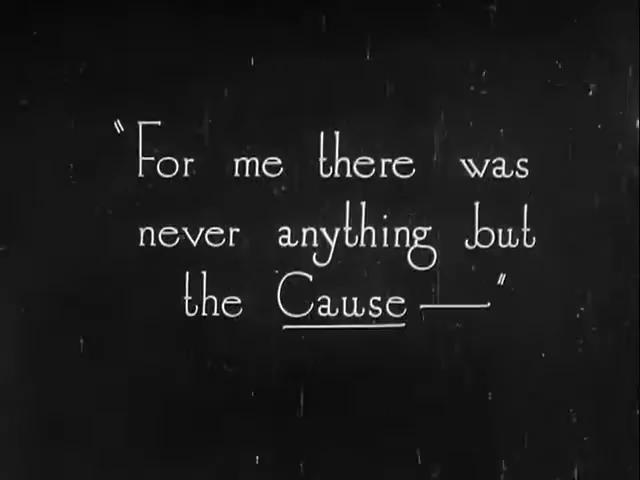 "For me there was
never anything but
the Cause —"